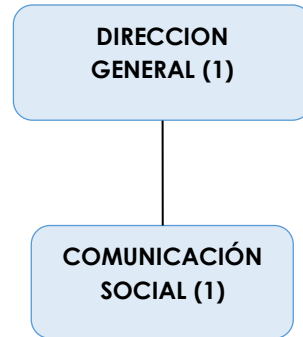 DIRECCION
GENERAL (1)
COMUNICACIÓN
SOCIAL (1)